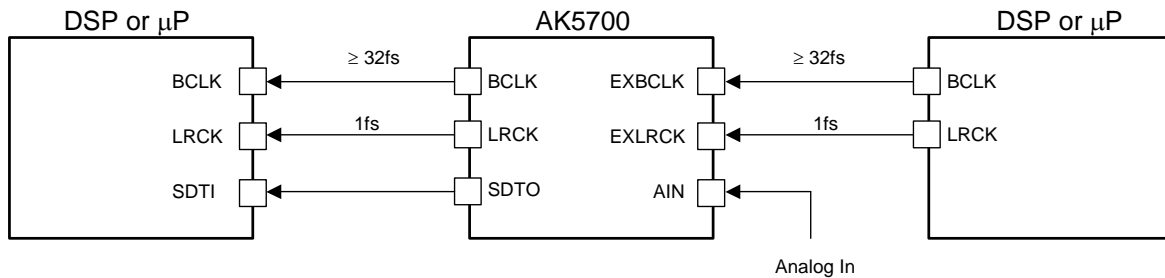 DSP or μP
AK5700
DSP or μP
≥ 32fs
≥ 32fs
BCLK
BCLK
EXBCLK
BCLK
1fs
1fs
LRCK
LRCK
EXLRCK
LRCK
SDTI
SDTO
AIN
Analog In